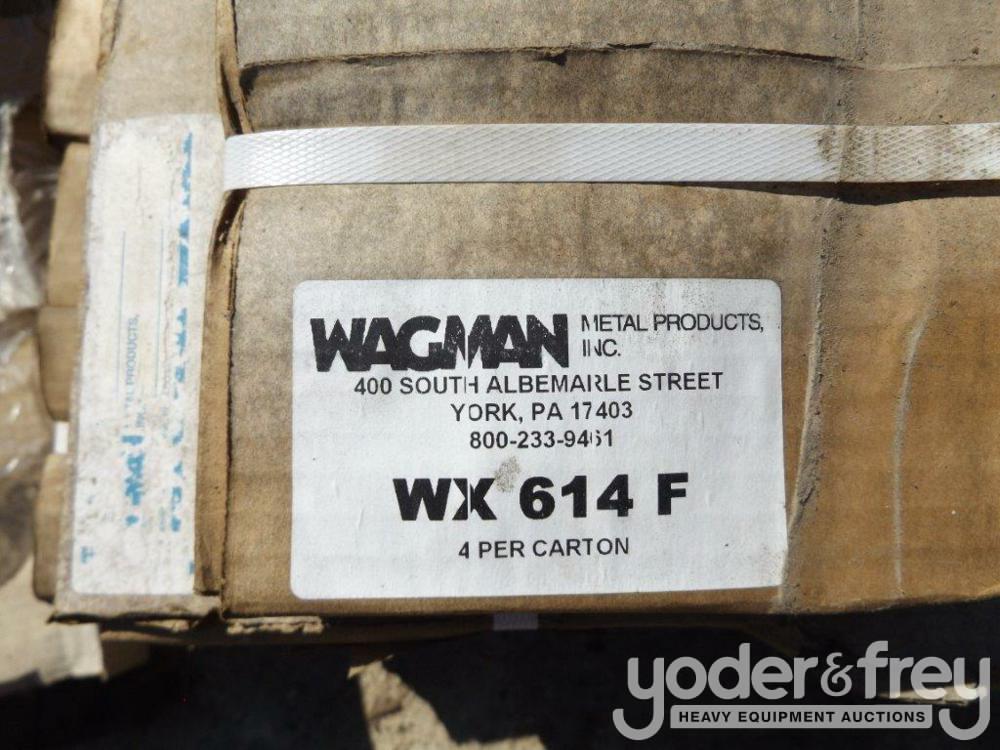 WAGMAN METAL PRODUCTS, INC.
400 SOUTH ALBEMARLE STREET
YORK, PA 17403
800-233-9461
WX 614 F
4 PER CARTON
yoder&frey
HEAVY EQUIPMENT AUCTIONS